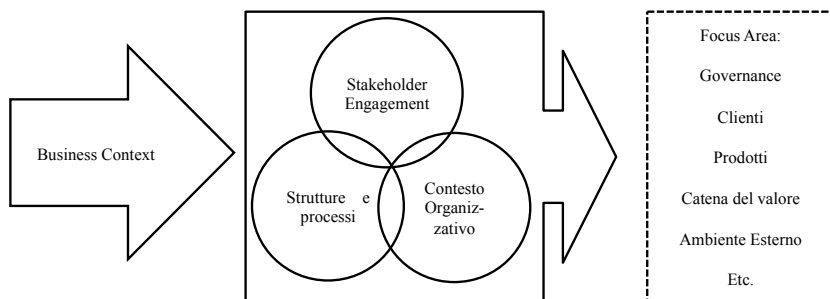 Business Context
Stakeholder
Engagement
Strutture e
processi
Contesto
Organiz-
zativo
Focus Area:
Governance
Clienti
Prodotti
Catena del valore
Ambiente Esterno
Etc.